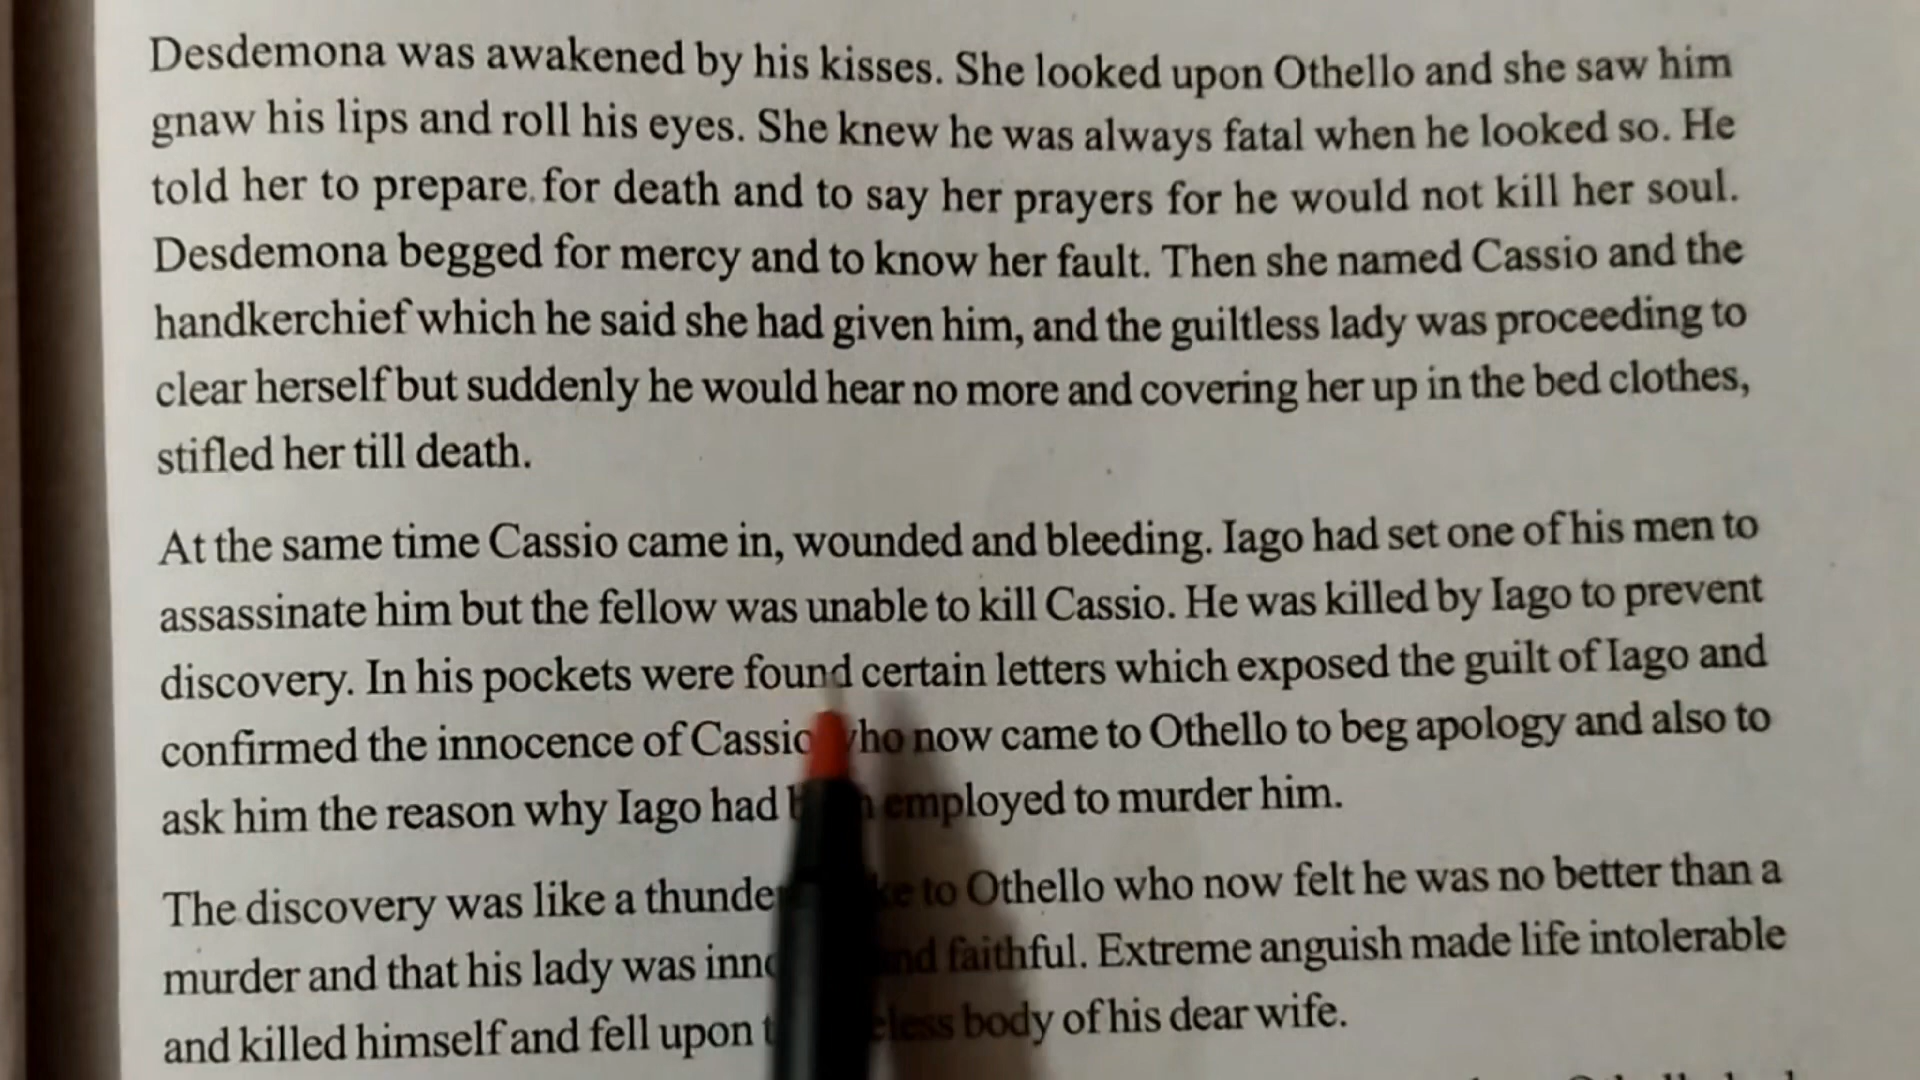 Desdemona was awakened by his kisses. She looked upon Othello and she saw him
gnaw his lips and roll his eyes. She knew he was always fatal when he looked so. He
told her to prepare for death and to say her prayers for he would not kill her soul.
Desdemona begged for mercy and to know her fault. Then she named Cassio and the
handkerchief which he said she had given him, and the guiltless lady was proceeding to
clear herself but suddenly he would hear no more and covering her up in the bed clothes,
stifled her till death.
At the same time Cassio came in, wounded and bleeding. Iago had set one of his men to
assassinate him but the fellow was unable to kill Cassio. He was killed by Iago to prevent
discovery. In his pockets were found certain letters which exposed the guilt of Iago and
confirmed the innocence of Cassio who now came to Othello to beg apology and also to
ask him the reason why Iago had employed to murder him.
The discovery was like a to Othello who now felt he was no better than a
murder and that his lady was and faithful. Extreme anguish made life intolerable
and killed himself and fell upon body of his dear wife.